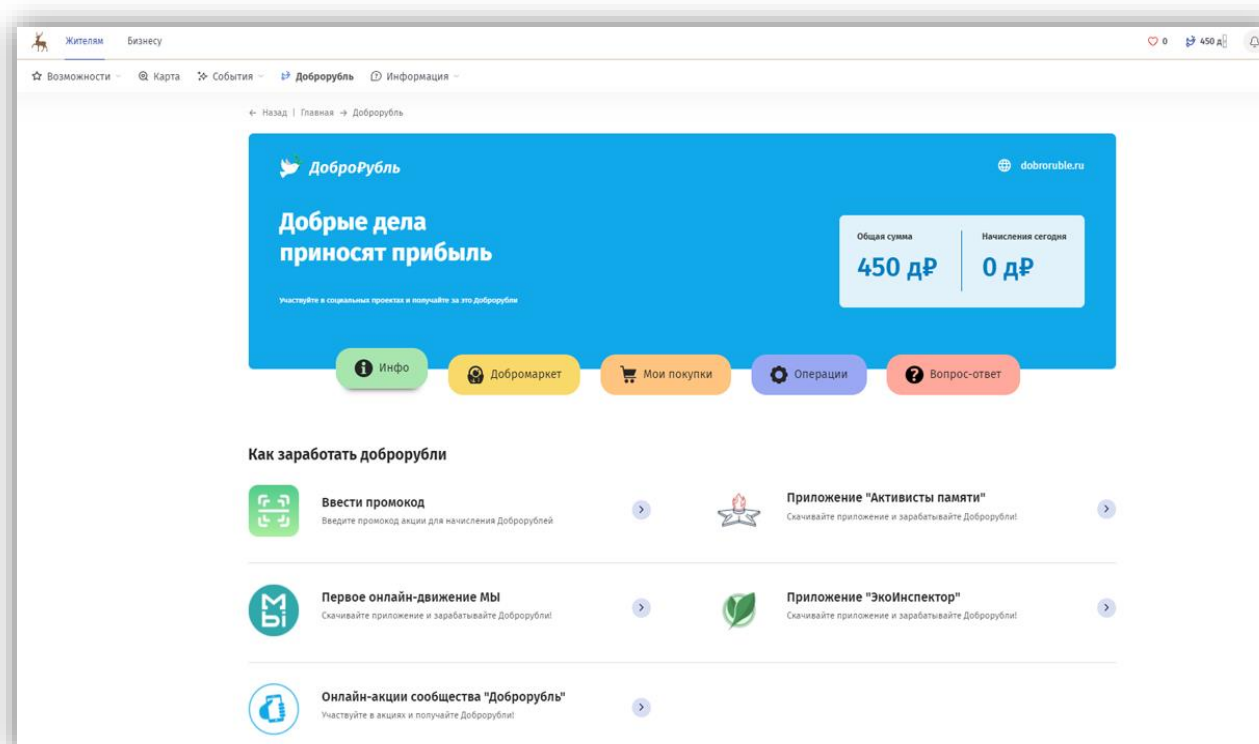 Жителям Бизнесу
0 450 д
Возможности Карта События Доброрубль Информация
← Назад | Главная → Доброрубль
Добро₽убль
dobroruble.ru
Добрые дела
приносят прибыль
Участвуйте в социальных проектах и получайте за это Доброрубли
Общая сумма
450 д₽
Начисления сегодня
0 д₽
Инфо
Добромаркет
Мои покупки
Операции
Вопрос-ответ
Как заработать доброрубли
Ввести промокод
Введите промокод акции для начисления Доброрублей
Приложение "Активисты памяти"
Скачивайте приложение и зарабатывайте Доброрубли!
Мы
Первое онлайн-движение МЫ
Скачивайте приложение и зарабатывайте Доброрубли!
Приложение "ЭкоИнспектор"
Скачивайте приложение и зарабатывайте Доброрубли!
Онлайн-акции сообщества "Доброрубль"
Участвуйте в акциях и получайте Доброрубли!